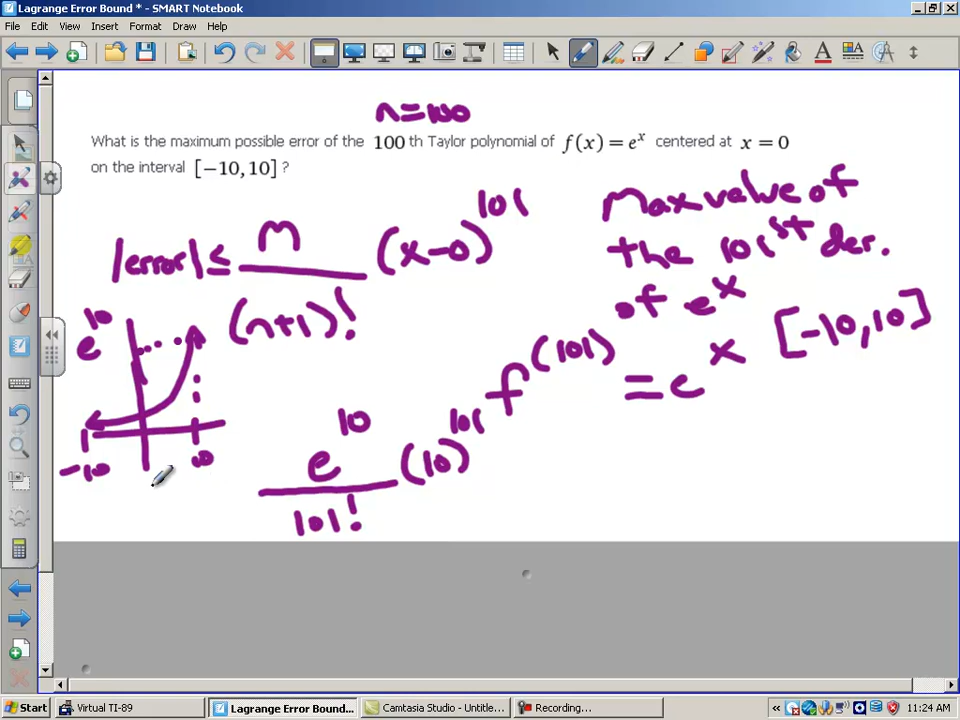 Lagrange Error Bound * - SMART Notebook
File Edit View Insert Format Draw Help
n=100
What is the maximum possible error of the 100 th Taylor polynomial of f(x) = e^x centered at x = 0
on the interval [−10, 10] ?
|error| ≤ M/(n+1)! (x-0)^101
Max value of
the 101st der.
of e^x [-10,10]
f^(101) = e^x
e^10
-10 10
e^10/101! (10)^101
Start Virtual TI-89 Lagrange Error Bound... Camtasia Studio - Untitle... Recording... 11:24 AM